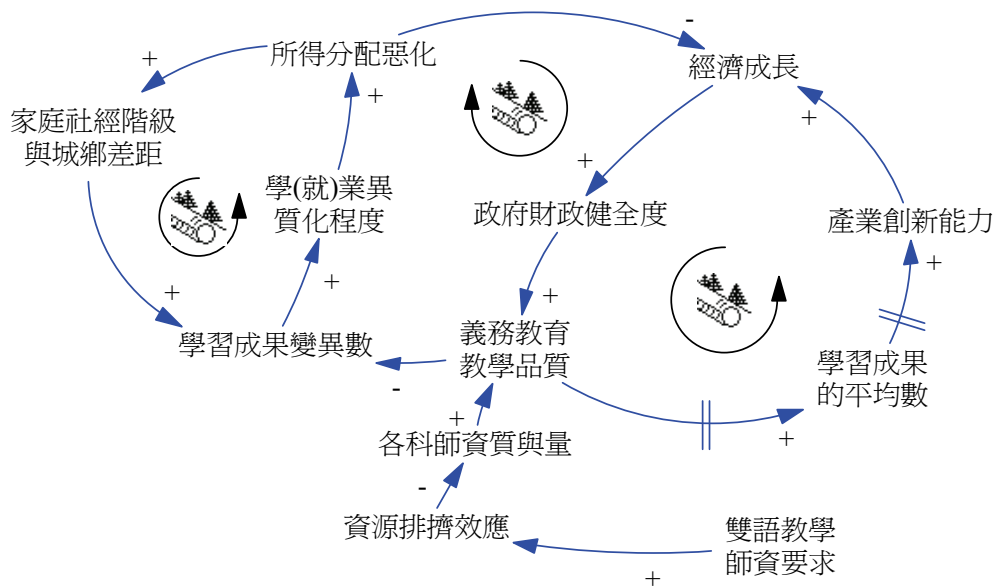 -
所得分配惡化
+
經濟成長
家庭社經階級
與城鄉差距
+
+
+
學(就)業異
質化程度
政府財政健全度
產業創新能力
+
+
+
+
學習成果變異數
義務教育
教學品質
學習成果
的平均數
-
+
+
各科師資質與量
-
資源排擠效應
雙語教學
師資要求
+